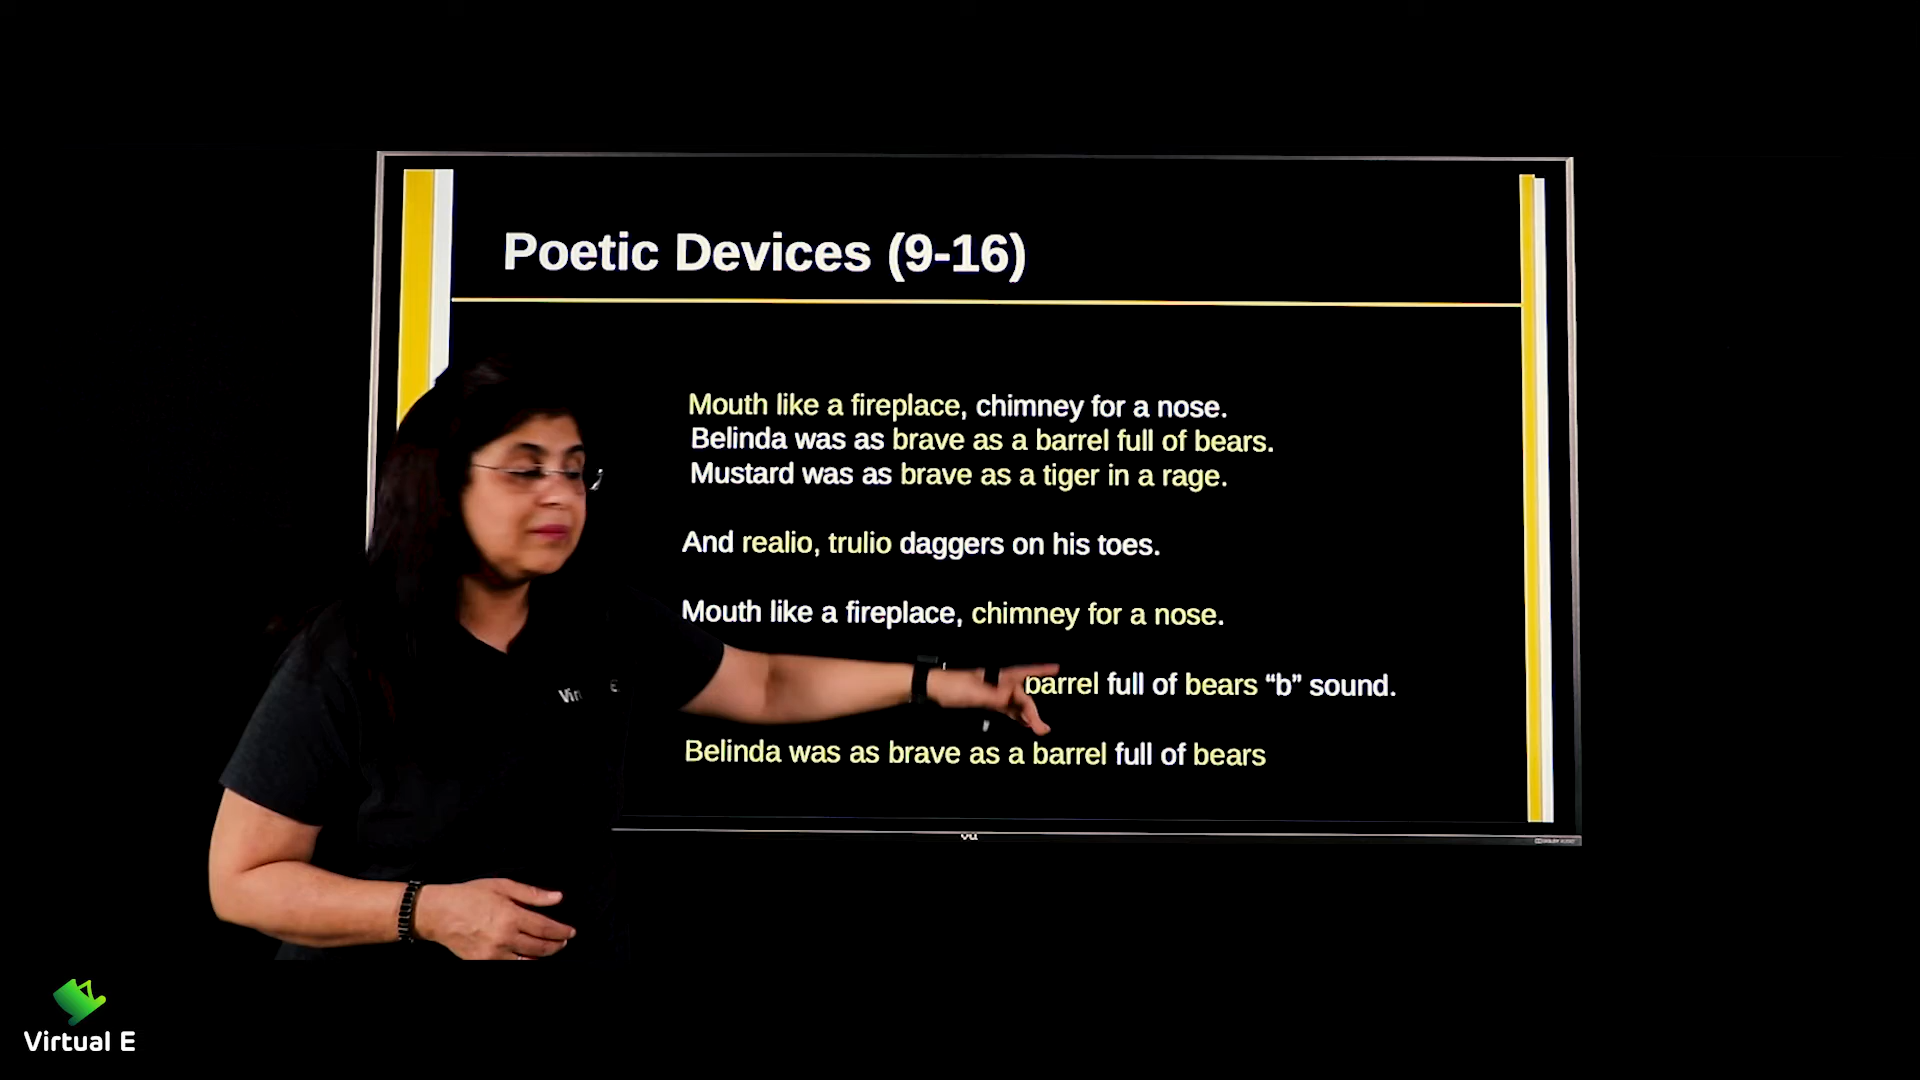 Poetic Devices (9-16)
Mouth like a fireplace, chimney for a nose.
Belinda was as brave as a barrel full of bears.
Mustard was as brave as a tiger in a rage.
And realio, trulio daggers on his toes.
Mouth like a fireplace, chimney for a nose.
barrel full of bears “b” sound.
Belinda was as brave as a barrel full of bears
Virtual E